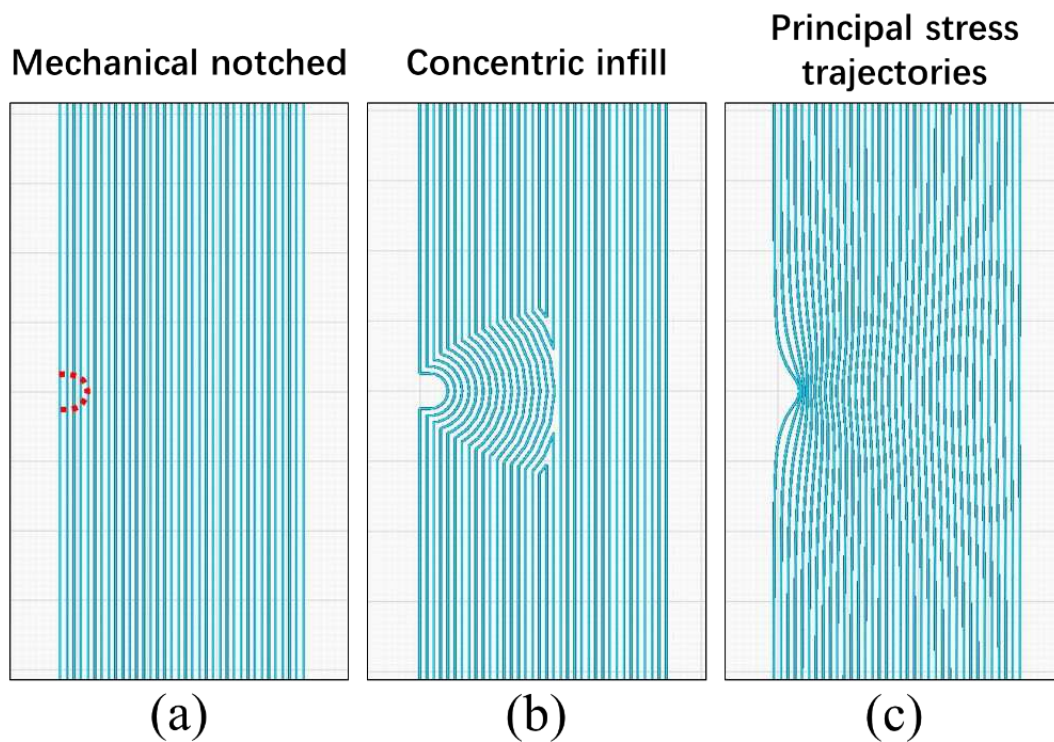 Mechanical notched
Concentric infill
Principal stress
trajectories
(a)
(b)
(c)